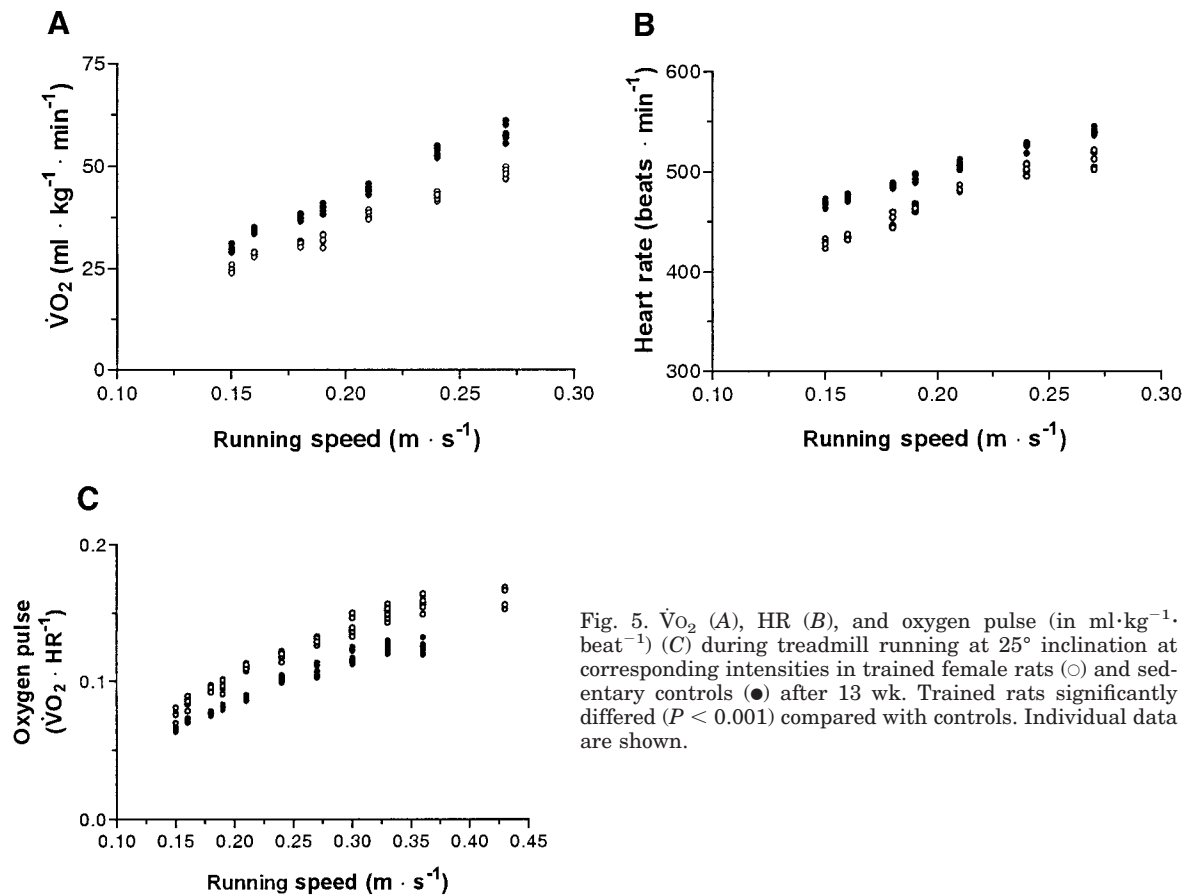 A
75
50
25
0
V̇O₂ (ml · kg⁻¹ · min⁻¹)
0.10 0.15 0.20 0.25 0.30
Running speed (m · s⁻¹)
B
600
500
400
300
Heart rate (beats · min⁻¹)
0.10 0.15 0.20 0.25 0.30
Running speed (m · s⁻¹)
C
0.2
0.1
0.0
Oxygen pulse
(V̇O₂ · HR⁻¹)
0.10 0.15 0.20 0.25 0.30 0.35 0.40 0.45
Running speed (m · s⁻¹)
Fig. 5. V̇O₂ (A), HR (B), and oxygen pulse (in ml·kg⁻¹·
beat⁻¹) (C) during treadmill running at 25° inclination at
corresponding intensities in trained female rats (○) and sed-
entary controls (●) after 13 wk. Trained rats significantly
differed (P < 0.001) compared with controls. Individual data
are shown.